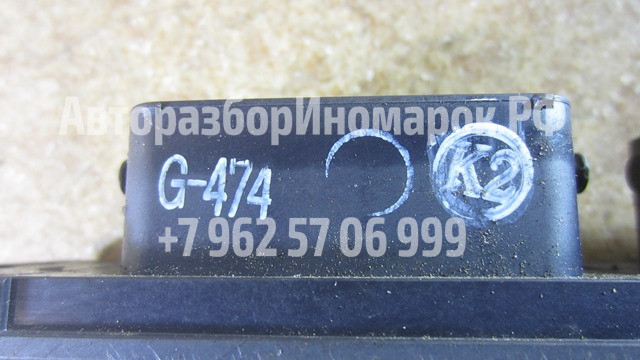 АвторазборИномарок.РФ
G-474 K2
+7 962 57 06 999